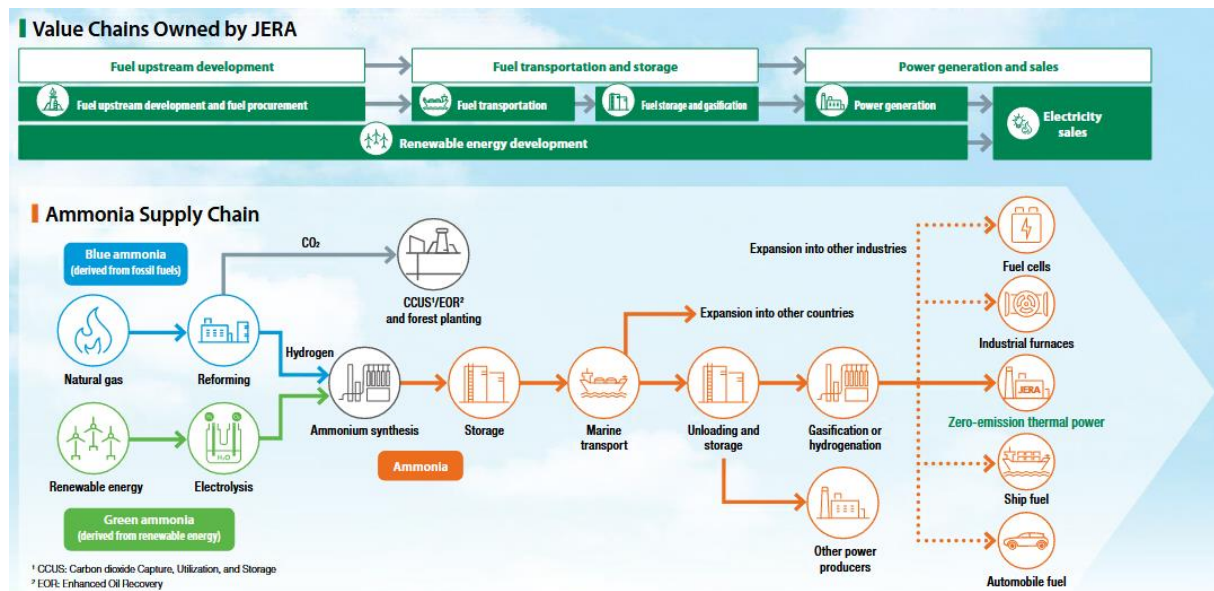 Value Chains Owned by JERA
Fuel upstream development
Fuel transportation and storage
Power generation and sales
Fuel upstream development and fuel procurement
Fuel transportation
Fuel storage and gasification
Power generation
Electricity
sales
Renewable energy development
Ammonia Supply Chain
Blue ammonia
(derived from fossil fuels)
CO₂
CCUS¹/EOR²
and forest planting
Natural gas
Reforming
Hydrogen
Renewable energy
Electrolysis
H₂O
Green ammonia
(derived from renewable energy)
Ammonium synthesis
Storage
Ammonia
Marine
transport
Expansion into other countries
Unloading and
storage
Gasification or
hydrogenation
Other power
producers
Expansion into other industries
Fuel cells
Industrial furnaces
JERA
Zero-emission thermal power
Ship fuel
Automobile fuel
¹ CCUS: Carbon dioxide Capture, Utilization, and Storage
² EOR: Enhanced Oil Recovery